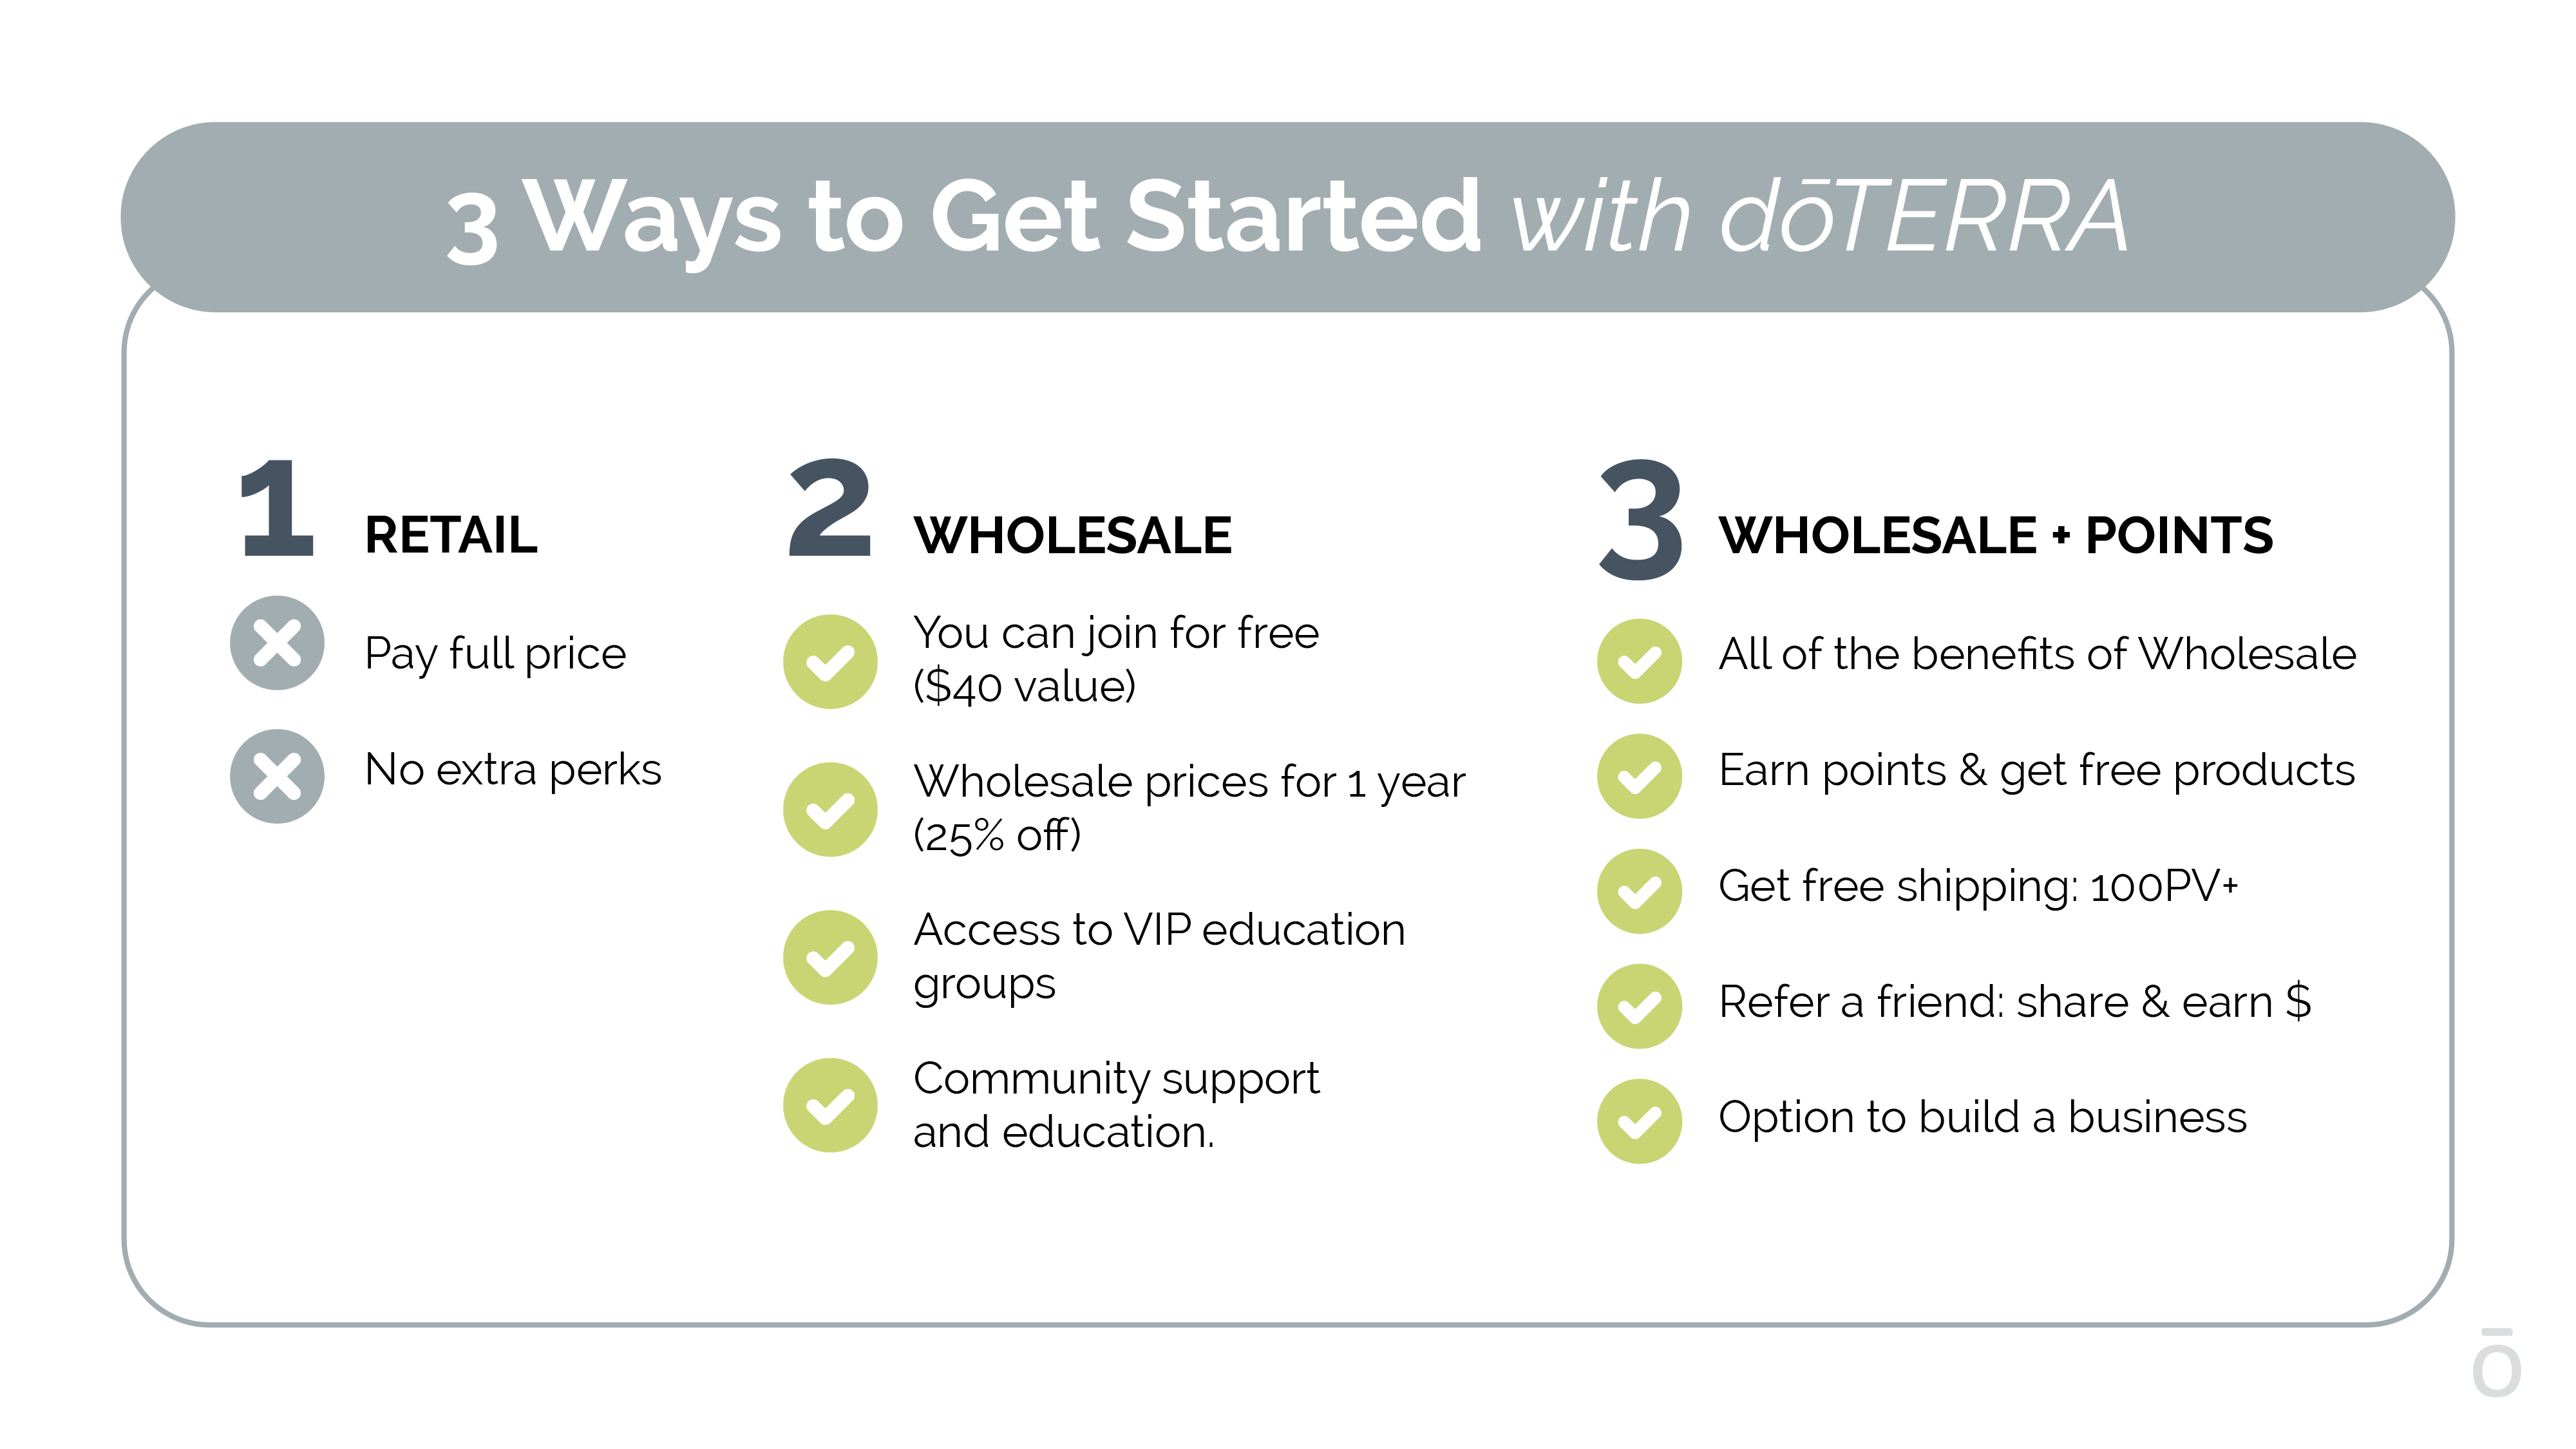 3 Ways to Get Started with dōTERRA
1 RETAIL
Pay full price
No extra perks
2 WHOLESALE
You can join for free
($40 value)
Wholesale prices for 1 year
(25% off)
Access to VIP education
groups
Community support
and education.
3 WHOLESALE + POINTS
All of the benefits of Wholesale
Earn points & get free products
Get free shipping: 100PV+
Refer a friend: share & earn $
Option to build a business
ō